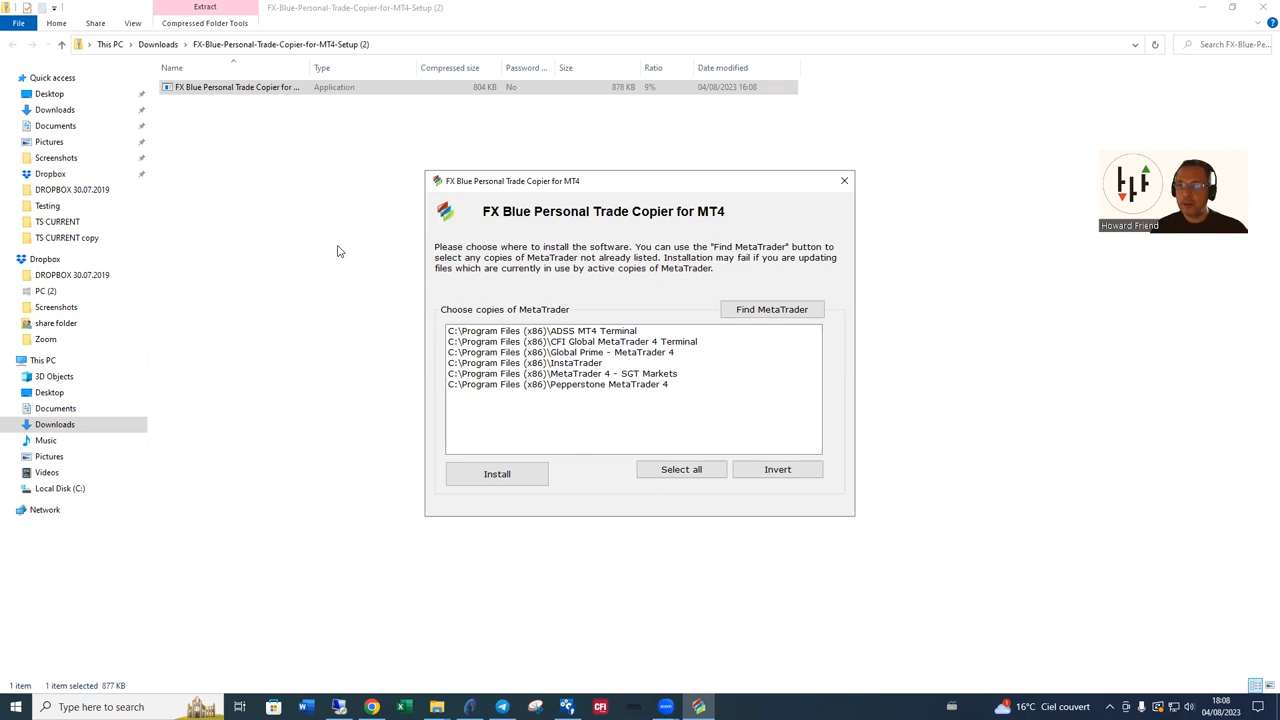 Extract
FX-Blue-Personal-Trade-Copier-for-MT4-Setup (2)
File
Home
Share
View
Compressed Folder Tools
This PC
Downloads
FX-Blue-Personal-Trade-Copier-for-MT4-Setup (2)
Search FX-Blue-Pe...
Name
Type
Compressed size
Password ...
Size
Ratio
Date modified
FX Blue Personal Trade Copier for ...
Application
804 KB
No
878 KB
9%
04/08/2023 16:08
Quick access
Desktop
Downloads
Documents
Pictures
Screenshots
Dropbox
DROPBOX 30.07.2019
Testing
TS CURRENT
TS CURRENT copy
Dropbox
DROPBOX 30.07.2019
PC (2)
Screenshots
share folder
Zoom
This PC
3D Objects
Desktop
Documents
Downloads
Music
Pictures
Videos
Local Disk (C:)
Network
FX Blue Personal Trade Copier for MT4
FX Blue Personal Trade Copier for MT4
Please choose where to install the software. You can use the "Find MetaTrader" button to
select any copies of MetaTrader not already listed. Installation may fail if you are updating
files which are currently in use by active copies of MetaTrader.
Choose copies of MetaTrader
Find MetaTrader
C:\Program Files (x86)\ADSS MT4 Terminal
C:\Program Files (x86)\CFI Global MetaTrader 4 Terminal
C:\Program Files (x86)\Global Prime - MetaTrader 4
C:\Program Files (x86)\InstaTrader
C:\Program Files (x86)\MetaTrader 4 - SGT Markets
C:\Program Files (x86)\Pepperstone MetaTrader 4
Install
Select all
Invert
Howard Friend
1 item
1 item selected 877 KB
Type here to search
CFI
zoom
16°C Ciel couvert
18:08
04/08/2023